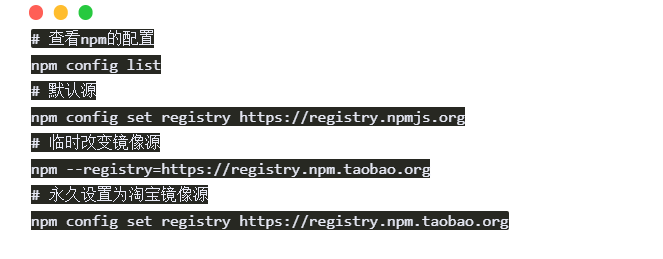 # 查看npm的配置
npm config list
# 默认源
npm config set registry https://registry.npmjs.org
# 临时改变镜像源
npm --registry=https://registry.npm.taobao.org
# 永久设置为淘宝镜像源
npm config set registry https://registry.npm.taobao.org